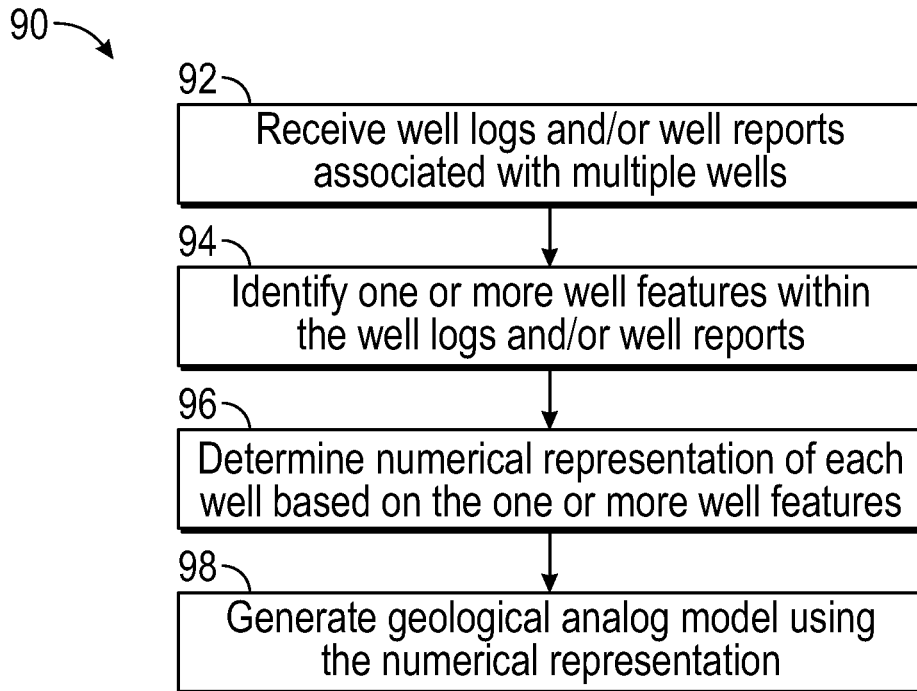 90
92
Receive well logs and/or well reports
associated with multiple wells
94
Identify one or more well features within
the well logs and/or well reports
96
Determine numerical representation of each
well based on the one or more well features
98
Generate geological analog model using
the numerical representation